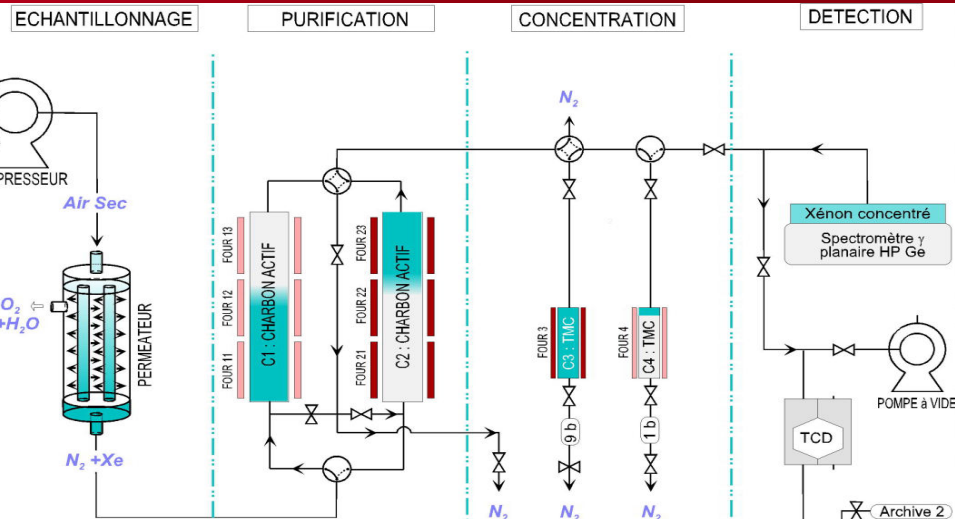 ECHANTILLONNAGE
PURIFICATION
CONCENTRATION
DETECTION
PRESSEUR
Air Sec
O₂
+H₂O
PERMEATEUR
N₂ +Xe
FOUR 13
FOUR 12
FOUR 11
C1 : CHARBON ACTIF
FOUR 23
FOUR 22
FOUR 21
C2 : CHARBON ACTIF
N₂
FOUR 3
C3 : TMC
9 b
FOUR 4
C4 : TMC
1 b
N₂
N₂
N₂
Xénon concentré
Spectromètre γ
planaire HP Ge
POMPE à VIDE
TCD
Archive 2